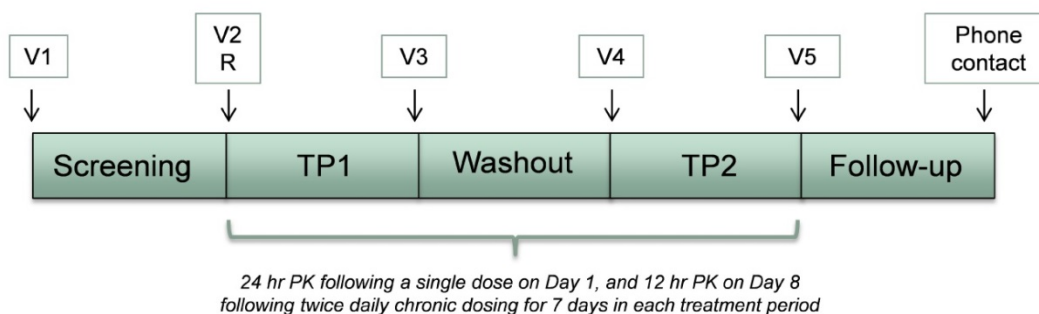 V1
V2
R
V3
V4
V5
Phone
contact
Screening
TP1
Washout
TP2
Follow-up
24 hr PK following a single dose on Day 1, and 12 hr PK on Day 8
following twice daily chronic dosing for 7 days in each treatment period